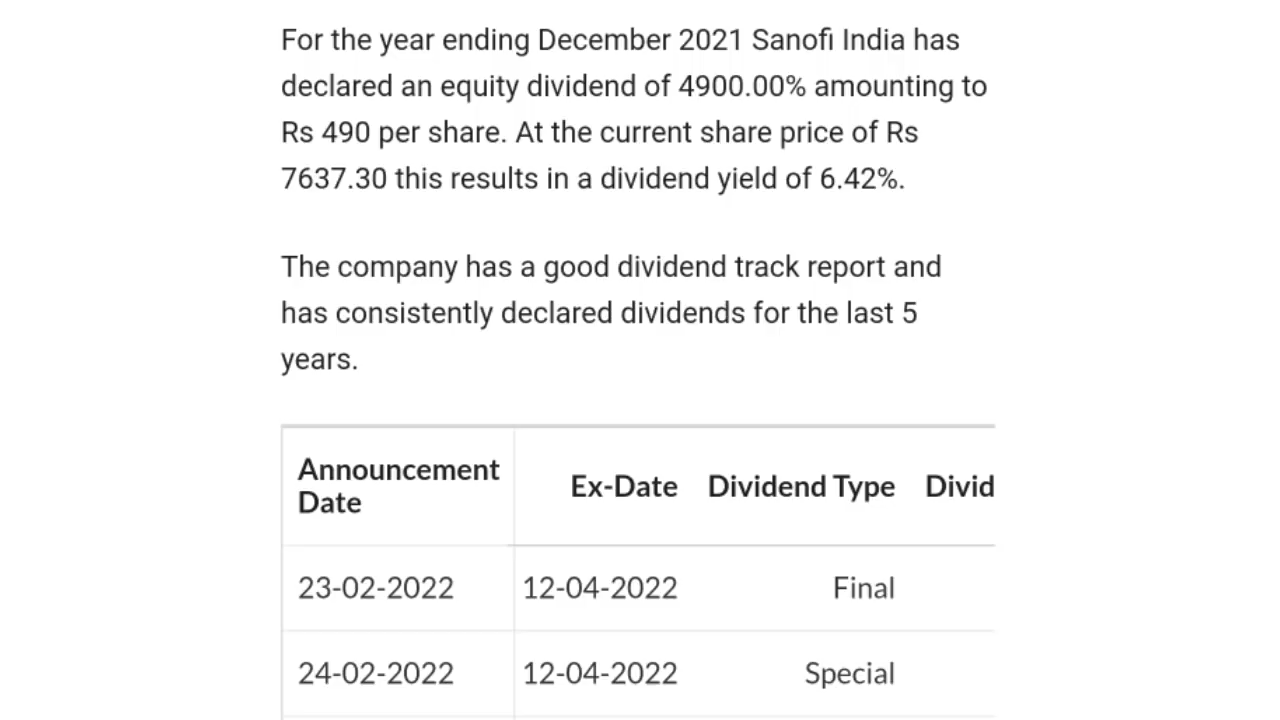 For the year ending December 2021 Sanofi India has
declared an equity dividend of 4900.00% amounting to
Rs 490 per share. At the current share price of Rs
7637.30 this results in a dividend yield of 6.42%.
The company has a good dividend track report and
has consistently declared dividends for the last 5
years.
Announcement
Date
Ex-Date Dividend Type Divid
23-02-2022 12-04-2022 Final
24-02-2022 12-04-2022 Special